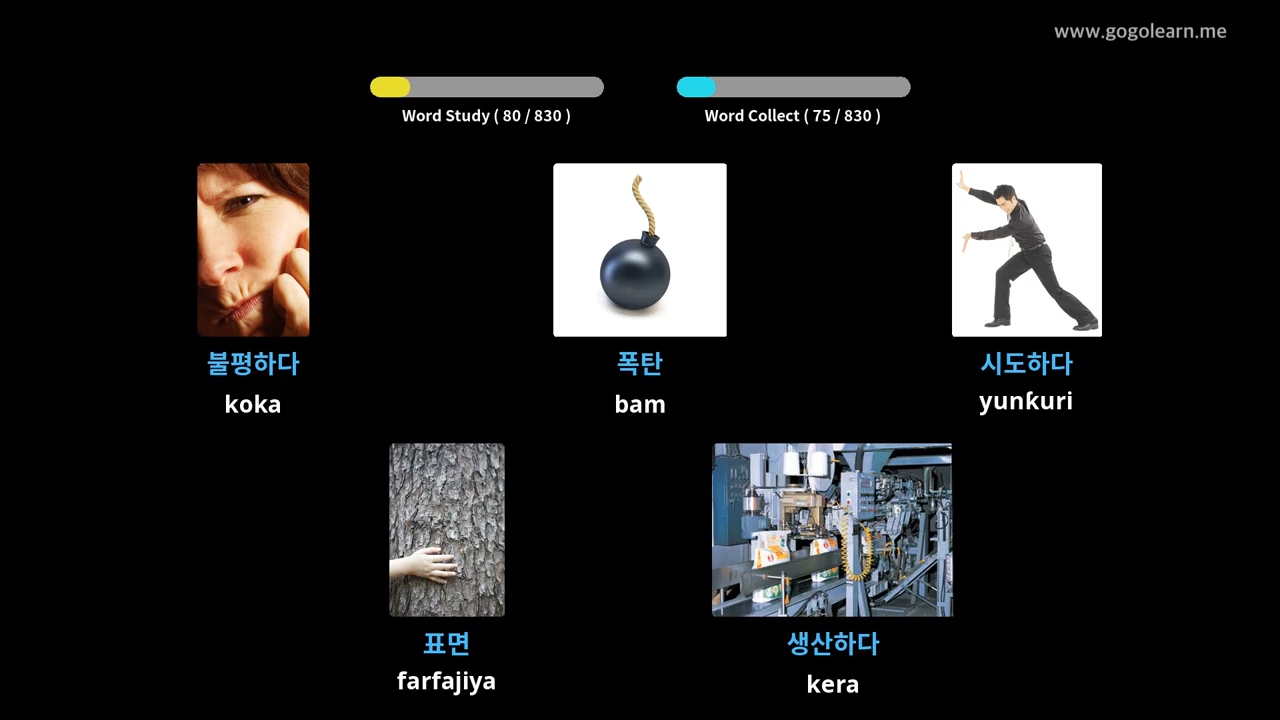 www.gogolearn.me
Word Study ( 80 / 830 )
Word Collect ( 75 / 830 )
불평하다
koka
폭탄
bam
시도하다
yunƙuri
표면
farfajiya
생산하다
kera